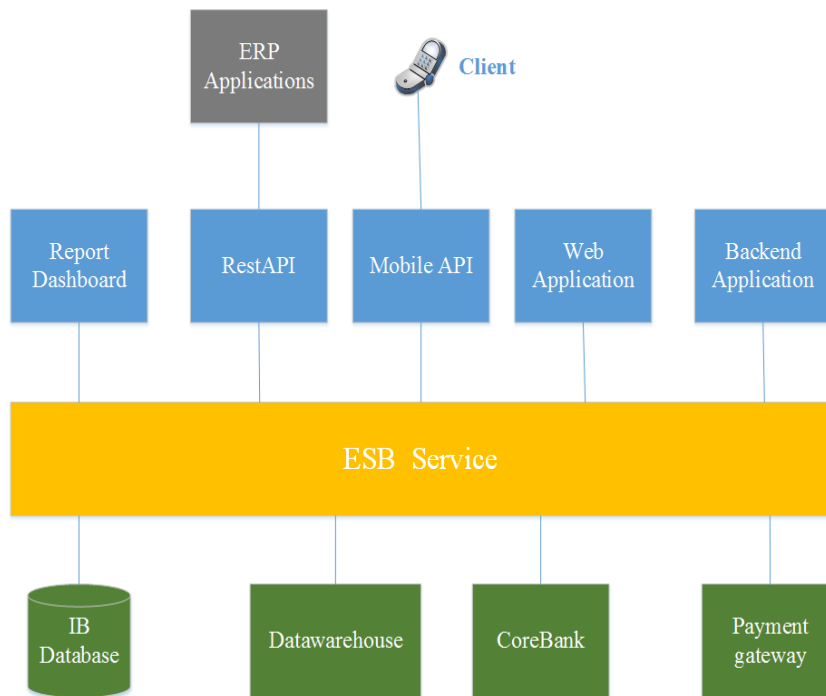 ERP
Applications
Client
Report
Dashboard
RestAPI
Mobile API
Web
Application
Backend
Application
ESB Service
IB
Database
Datawarehouse
CoreBank
Payment
gateway